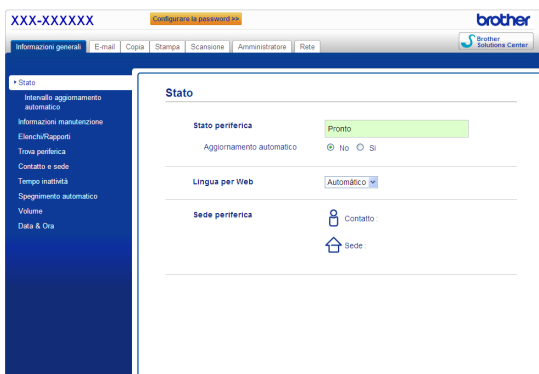 XXX-XXXXXX
Configurare la password >>
brother
Informazioni generali E-mail Copia Stampa Scansione Amministratore Rete
Brother
Solutions Center
Stato
Intervallo aggiornamento
automatico
Informazioni manutenzione
Elenchi/Rapporti
Trova periferica
Contatto e sede
Tempo inattività
Spegnimento automatico
Volume
Data & Ora
Stato
Stato periferica
Pronto
Aggiornamento automatico
No Sì
Lingua per Web
Automático
Sede periferica
Contatto :
Sede :